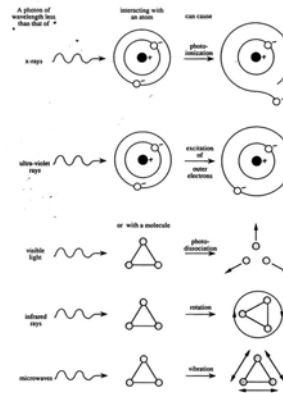 A photon of
wavelength less
than that of
interacting with
an atom
can cause
x-rays
photo-
ionization
ultra-violet
rays
excitation
of
outer
electrons
or with a molecule
visible
light
photo-
dissociation
infrared
rays
rotation
microwaves
vibration